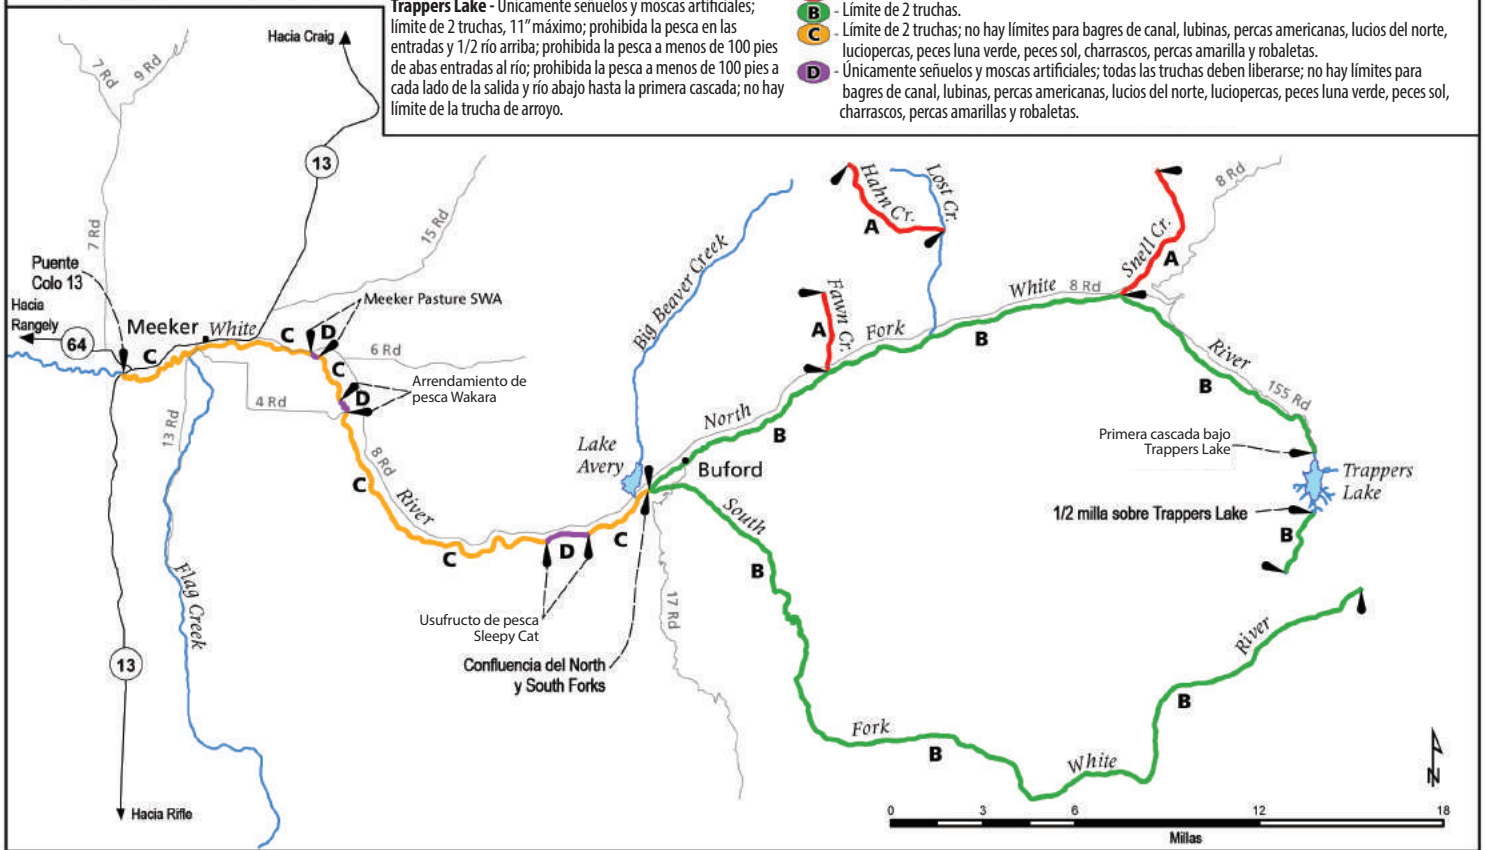 Trappers Lake - Únicamente señuelos y moscas artificiales;
límite de 2 truchas, 11” máximo; prohibida la pesca en las
entradas y 1/2 río arriba; prohibida la pesca a menos de 100 pies
de abas entradas al río; prohibida la pesca a menos de 100 pies a
cada lado de la salida y río abajo hasta la primera cascada; no hay
límite de la trucha de arroyo.
B - Límite de 2 truchas.
C - Límite de 2 truchas; no hay límites para bagres de canal, lubinas, percas americanas, lucios del norte,
luciopercas, peces luna verde, peces sol, charrascos, perca amarilla y robaletas.
D - Únicamente señuelos y moscas artificiales; todas las truchas deben liberarse; no hay límites para
bagres de canal, lubinas, percas americanas, lucios del norte, luciopercas, peces luna verde, peces sol,
charrascos, percas amarillas y robaletas.
Hacia Craig
7 Rd
9 Rd
13
7 Rd
15 Rd
Puente
Colo 13
Hacia
Rangely
64
Meeker
White
C
C
D
Meeker Pasture SWA
6 Rd
C
D
Arrendamiento de
pesca Wakara
4 Rd
13 Rd
8 Rd
C
River
C
D
C
Flag Creek
13
Hacia Rifle
Usufructo de pesca
Sleepy Cat
Confluencia del North
y South Forks
17 Rd
Lake
Avery
Big Beaver Creek
Buford
North
B
Fork
B
White
8 Rd
Hahn Cr.
A
Lost Cr.
Fawn Cr.
A
Snell Cr.
A
8 Rd
River
B
155 Rd
Primera cascada bajo
Trappers Lake
Trappers
Lake
1/2 milla sobre Trappers Lake
B
South
B
Fork
B
White
B
River
N
0 3 6 12 18
Millas